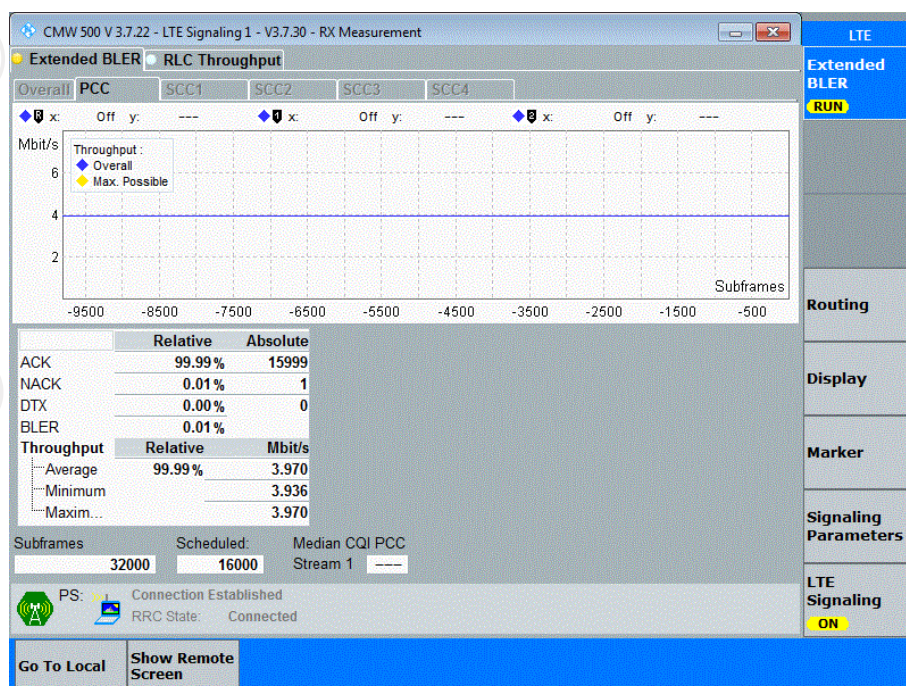 CMW 500 V 3.7.22 - LTE Signaling 1 - V3.7.30 - RX Measurement
LTE
Extended BLER RLC Throughput
Extended
BLER
RUN
Overall PCC SCC1 SCC2 SCC3 SCC4
R x: Off y: --- 1 x: Off y: --- 2 x: Off y: ---
Mbit/s
Throughput :
Overall
Max. Possible
6
4
2
Subframes
-9500 -8500 -7500 -6500 -5500 -4500 -3500 -2500 -1500 -500
Routing
Relative Absolute
ACK 99.99 % 15999
NACK 0.01 % 1
DTX 0.00 % 0
BLER 0.01 %
Display
Throughput Relative Mbit/s
Average 99.99 % 3.970
Minimum 3.936
Maxim... 3.970
Marker
Signaling
Parameters
Subframes Scheduled: Median CQI PCC
32000 16000 Stream 1 ---
LTE
Signaling
ON
PS: Connection Established
RRC State: Connected
Go To Local
Show Remote
Screen